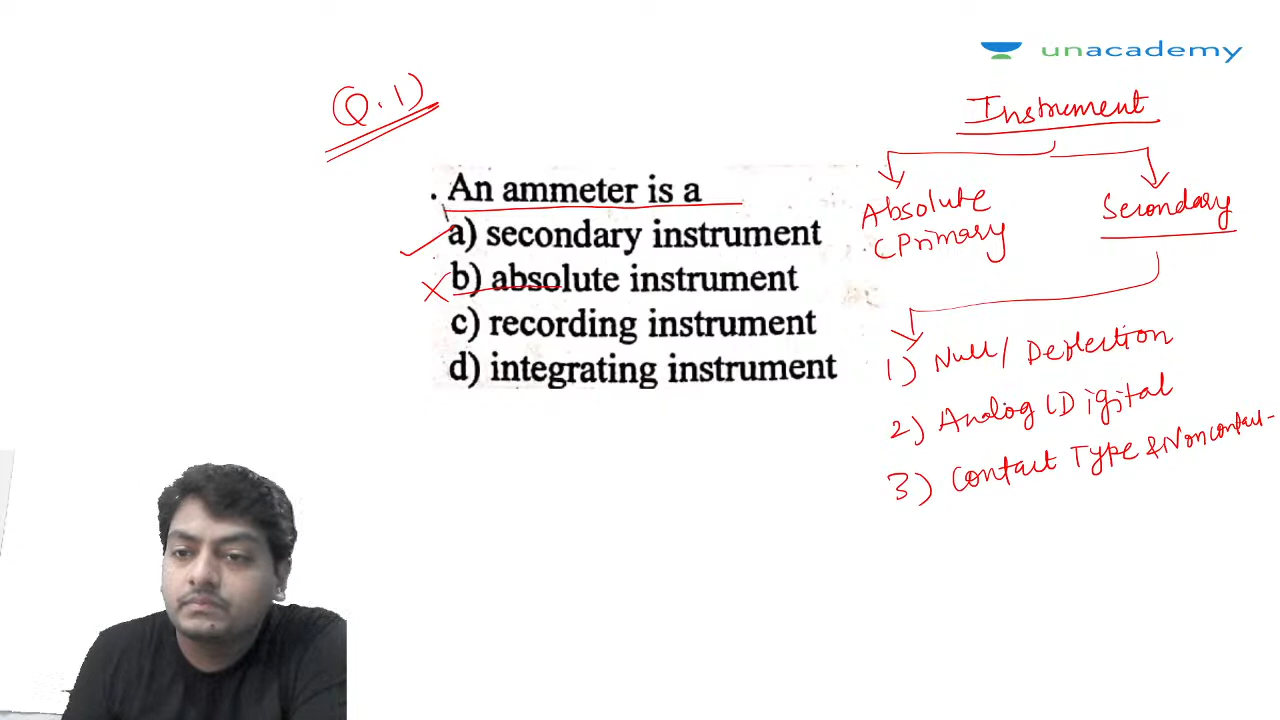 unacademy
Q.1)
. An ammeter is a
a) secondary instrument
b) absolute instrument
c) recording instrument
d) integrating instrument
Instrument
Absolute
(Primary
Secondary
1) Null/ Deflection
2) Analog (Digital
3) Contact Type & Noncontact-